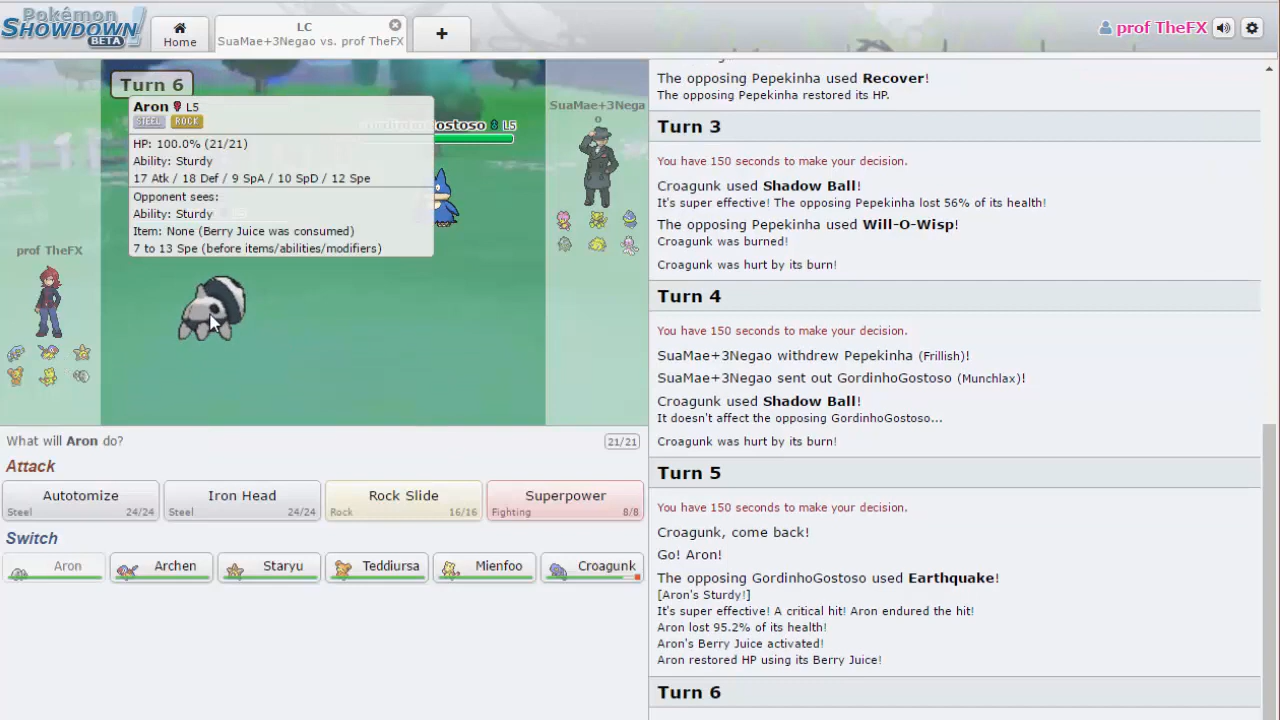 Pokémon
SHOWDOWN!
BETA
Home
LC
SuaMae+3Negao vs. prof TheFX
+
prof TheFX
Turn 6
Aron L5
STEEL ROCK
HP: 100.0% (21/21)
Ability: Sturdy
17 Atk / 18 Def / 9 SpA / 10 SpD / 12 Spe
Opponent sees:
Ability: Sturdy
Item: None (Berry Juice was consumed)
7 to 13 Spe (before items/abilities/modifiers)
ostoso L5
SuaMae+3Nega
o
prof TheFX
What will Aron do?
21/21
Attack
Autotomize
Steel 24/24
Iron Head
Steel 24/24
Rock Slide
Rock 16/16
Superpower
Fighting 8/8
Switch
Aron
Archen
Staryu
Teddiursa
Mienfoo
Croagunk
The opposing Pepekinha used Recover!
The opposing Pepekinha restored its HP.
Turn 3
You have 150 seconds to make your decision.
Croagunk used Shadow Ball!
It's super effective! The opposing Pepekinha lost 56% of its health!
The opposing Pepekinha used Will-O-Wisp!
Croagunk was burned!
Croagunk was hurt by its burn!
Turn 4
You have 150 seconds to make your decision.
SuaMae+3Negao withdrew Pepekinha (Frillish)!
SuaMae+3Negao sent out GordinhoGostoso (Munchlax)!
Croagunk used Shadow Ball!
It doesn't affect the opposing GordinhoGostoso...
Croagunk was hurt by its burn!
Turn 5
You have 150 seconds to make your decision.
Croagunk, come back!
Go! Aron!
The opposing GordinhoGostoso used Earthquake!
[Aron's Sturdy!]
It's super effective! A critical hit! Aron endured the hit!
Aron lost 95.2% of its health!
Aron's Berry Juice activated!
Aron restored HP using its Berry Juice!
Turn 6